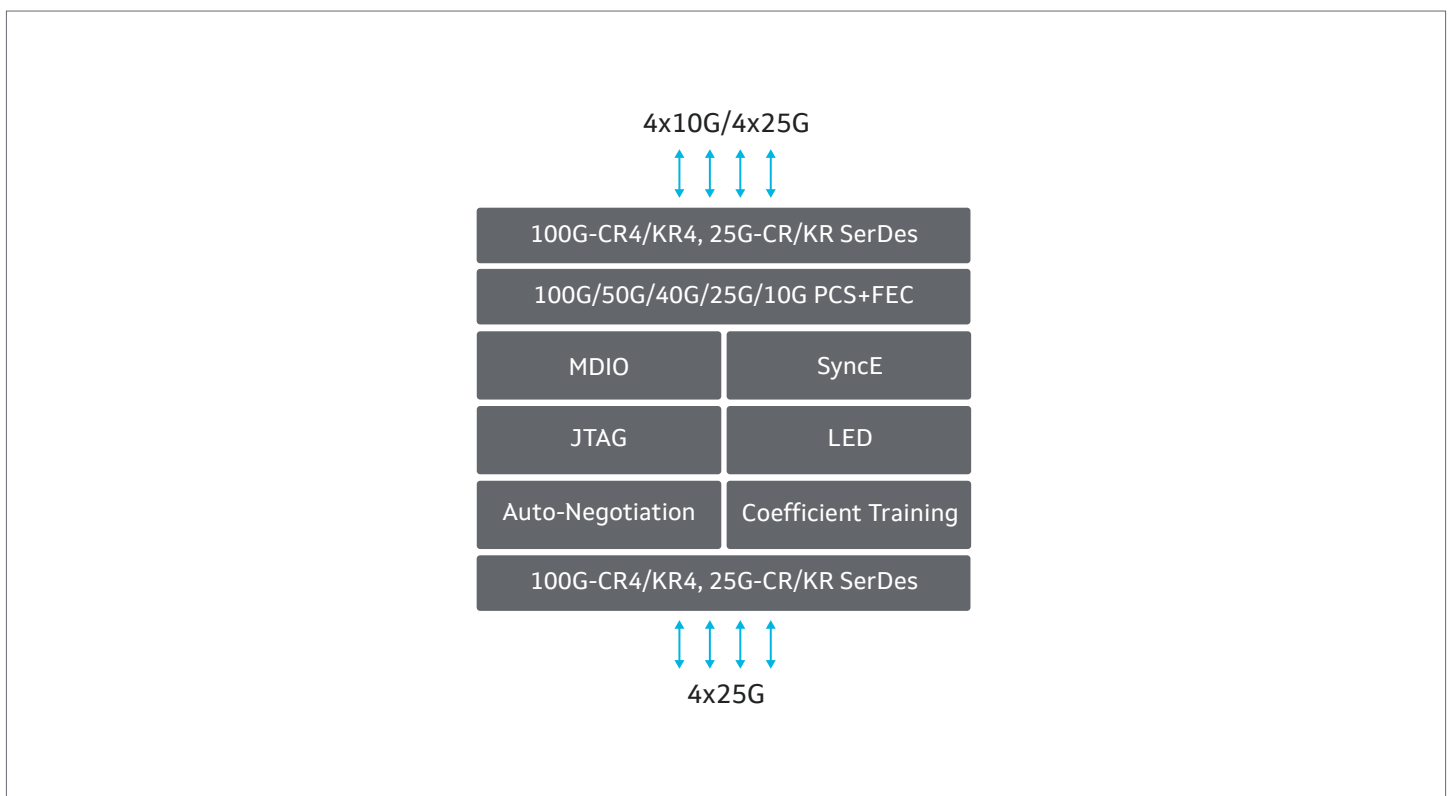 4x10G/4x25G
100G-CR4/KR4, 25G-CR/KR SerDes
100G/50G/40G/25G/10G PCS+FEC
MDIO
SyncE
JTAG
LED
Auto-Negotiation
Coefficient Training
100G-CR4/KR4, 25G-CR/KR SerDes
4x25G